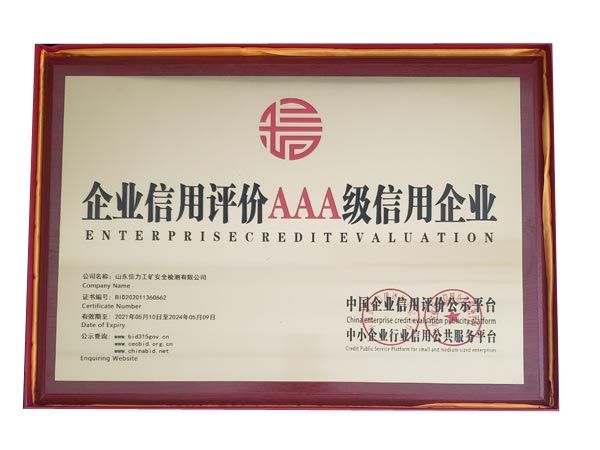 企业信用评价AAA级信用企业
ENTERPRISECREDITEVALUATION
公司名称：山东信力工矿安全检测有限公司
Company Name
证书编号：BID202011360662
Certificate Number
有效期至：2021年05月10日至2024年05月09日
Date of Expiry
公示查询：www.bid315gov.cn
www.cecbid.org.cn
www.chinabid.net
Enquiring Website
中国企业信用评价公示平台
China enterprise credit evaluation publicity platform
中小企业行业信用公共服务平台
Credit Public Service Platform for small and medium sized enterprises